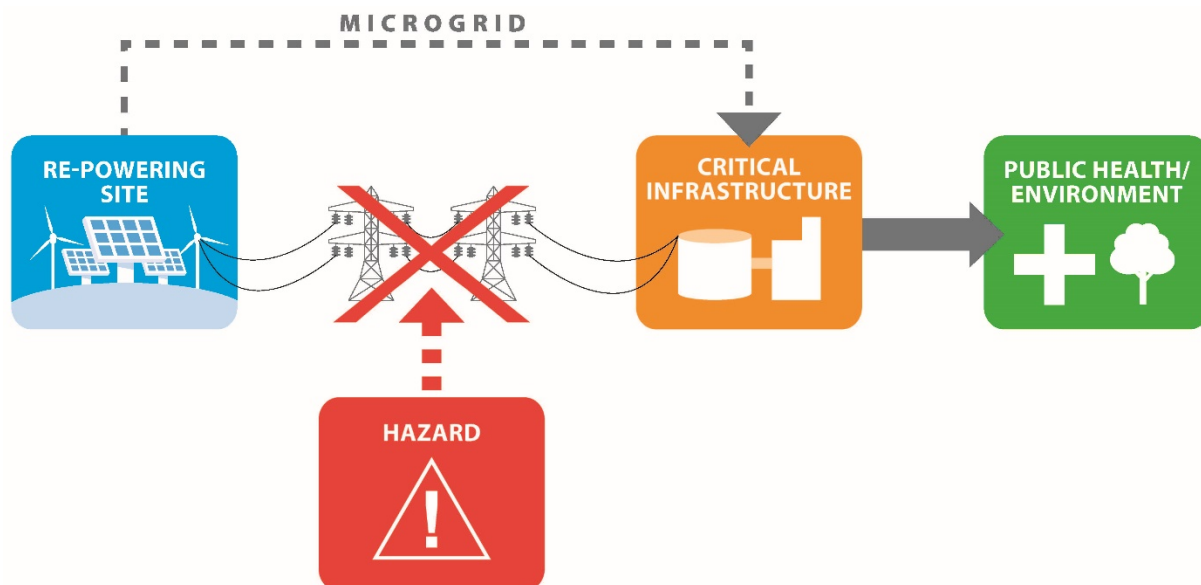 MICROGRID
RE-POWERING
SITE
CRITICAL
INFRASTRUCTURE
PUBLIC HEALTH/
ENVIRONMENT
HAZARD
!